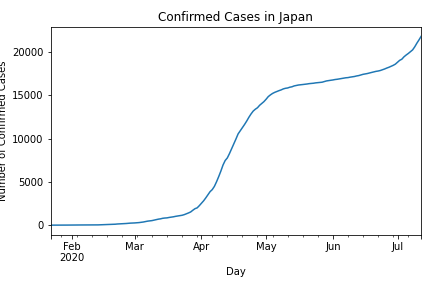 Confirmed Cases in Japan
Number of Confirmed Cases
20000
15000
10000
5000
0
Feb
2020
Mar
Apr
May
Jun
Jul
Day